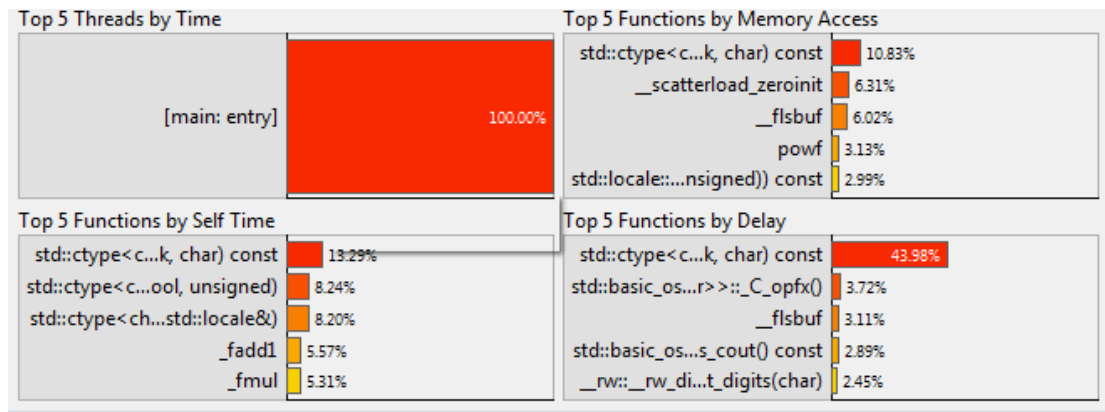 Top 5 Threads by Time
[main: entry] 100.00%
Top 5 Functions by Memory Access
std::ctype<c...k, char) const 10.83%
__scatterload_zeroinit 6.31%
__flsbuf 6.02%
powf 3.13%
std::locale::...nsigned)) const 2.99%
Top 5 Functions by Self Time
std::ctype<c...k, char) const 13.29%
std::ctype<c...ool, unsigned) 8.24%
std::ctype<ch...std::locale&) 8.20%
_fadd1 5.57%
_fmul 5.31%
Top 5 Functions by Delay
std::ctype<c...k, char) const 43.98%
std::basic_os...r>>::_C_opfx() 3.72%
__flsbuf 3.11%
std::basic_os...s_cout() const 2.89%
__rw::__rw_di...t_digits(char) 2.45%